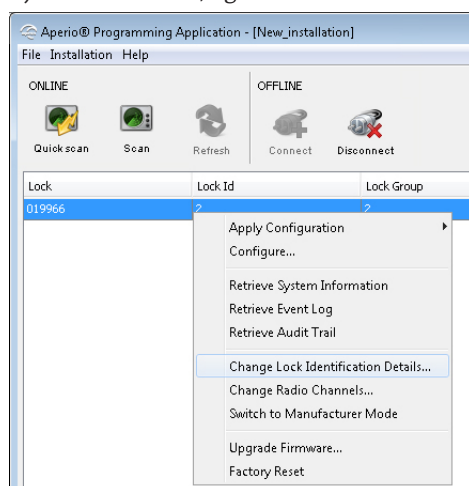 Aperio® Programming Application - [New_installation]
File Installation Help
ONLINE OFFLINE
Quick scan Scan Refresh Connect Disconnect
Lock Lock Id Lock Group
019966 2 2
Apply Configuration
Configure...
Retrieve System Information
Retrieve Event Log
Retrieve Audit Trail
Change Lock Identification Details...
Change Radio Channels...
Switch to Manufacturer Mode
Upgrade Firmware...
Factory Reset